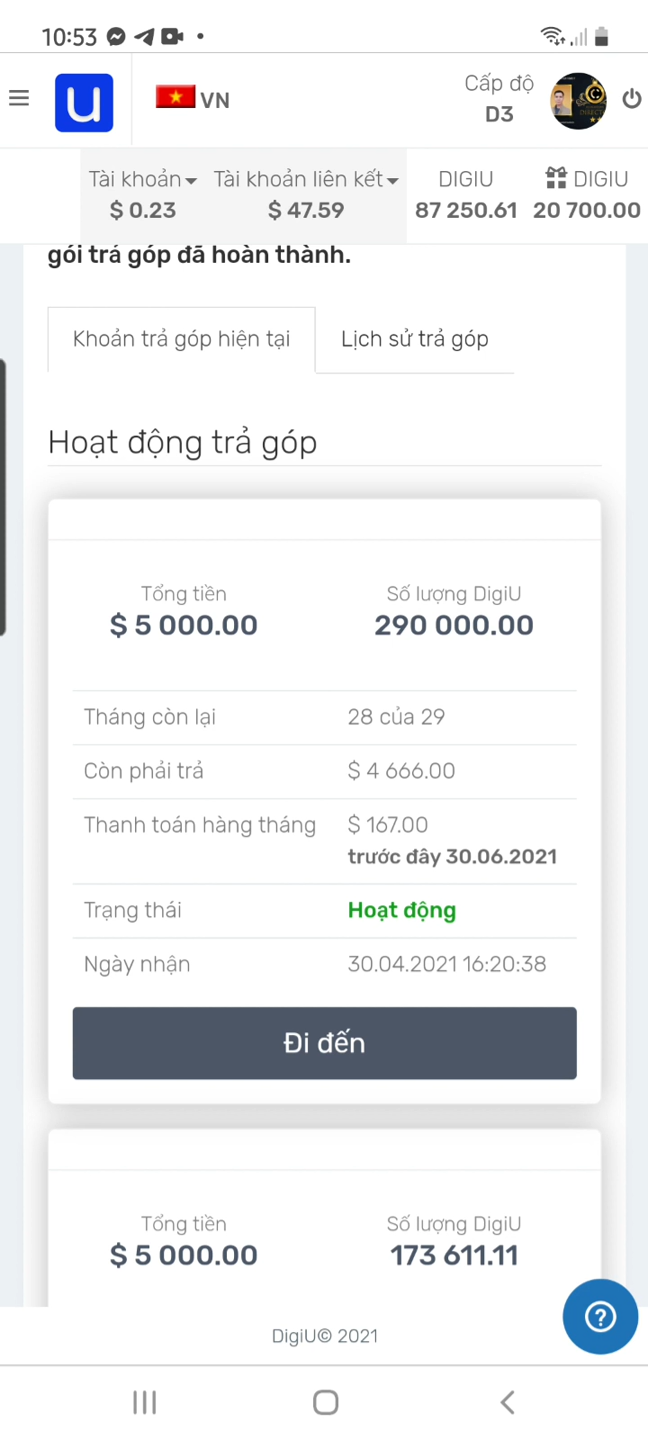 10:53
VN
Cấp độ
D3
Tài khoản Tài khoản liên kết DIGIU DIGIU
$ 0.23 $ 47.59 87 250.61 20 700.00
gói trả góp đã hoàn thành.
Khoản trả góp hiện tại Lịch sử trả góp
Hoạt động trả góp
Tổng tiền Số lượng DigiU
$ 5 000.00 290 000.00
Tháng còn lại 28 của 29
Còn phải trả $ 4 666.00
Thanh toán hàng tháng $ 167.00
trước đây 30.06.2021
Trạng thái Hoạt động
Ngày nhận 30.04.2021 16:20:38
Đi đến
Tổng tiền Số lượng DigiU
$ 5 000.00 173 611.11
DigiU© 2021